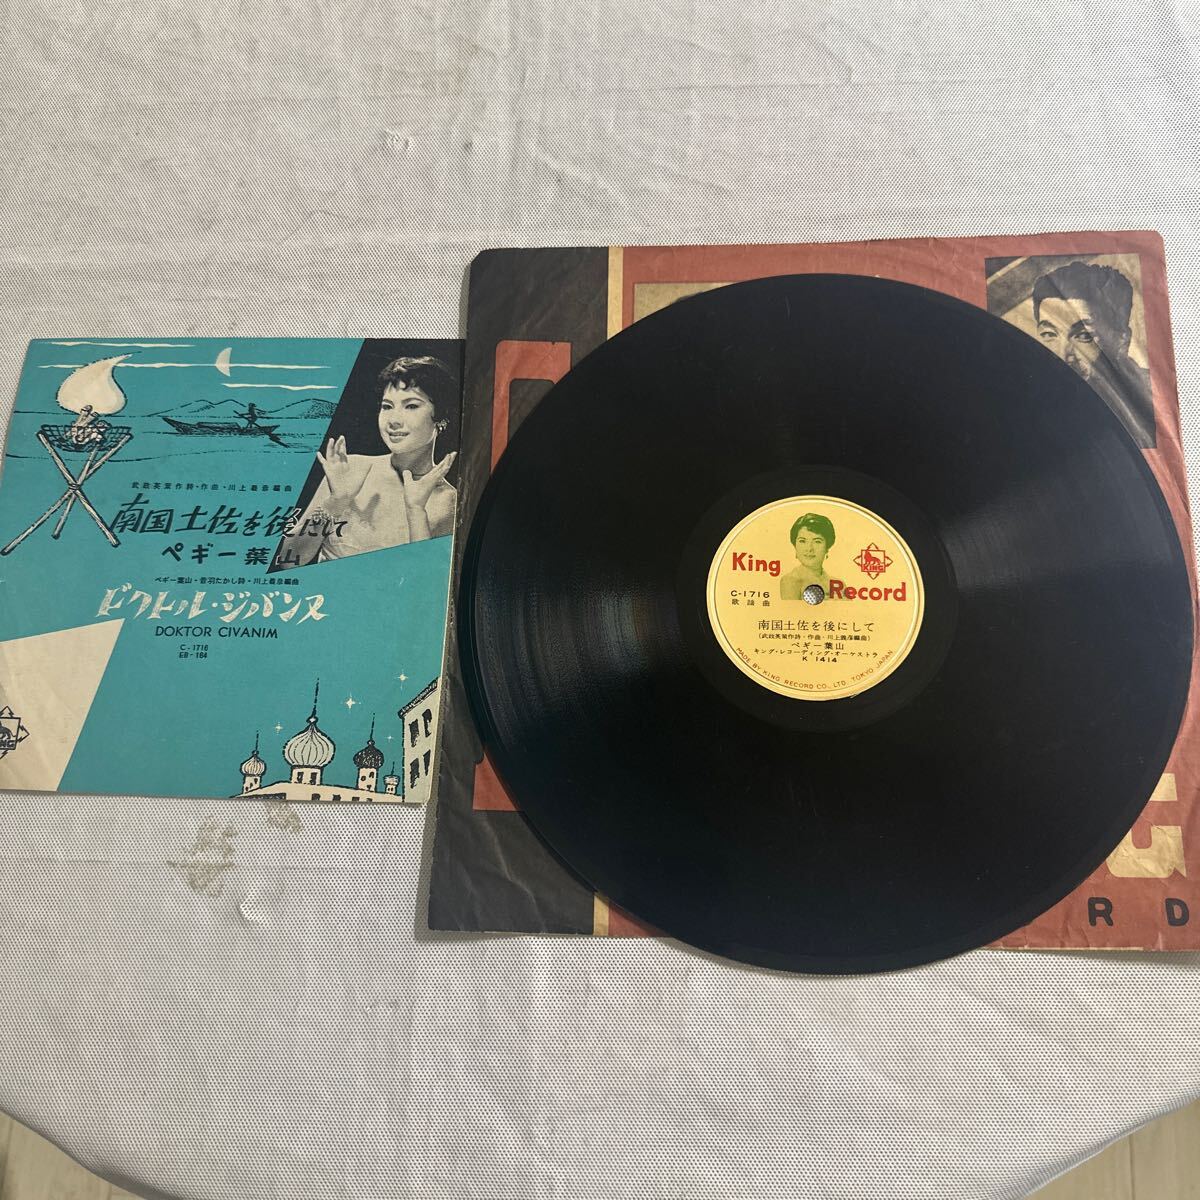 武政英策作詩・作曲・川上義彦編曲
南国土佐を後にして
ペギー葉山
ペギー葉山・音羽たかし詩・川上義彦編曲
ドクトル・ジバンヌ
DOKTOR CIVANIM
C-1716
EB-164
KING
King Record
KING
C-1716
歌謡曲
南国土佐を後にして
(武政英策作詩・作曲・川上義彦編曲)
ペギー葉山
キング・レコーディング・オーケストラ
K 1414
MADE BY KING RECORD CO., LTD. TOKYO JAPAN
G
R D